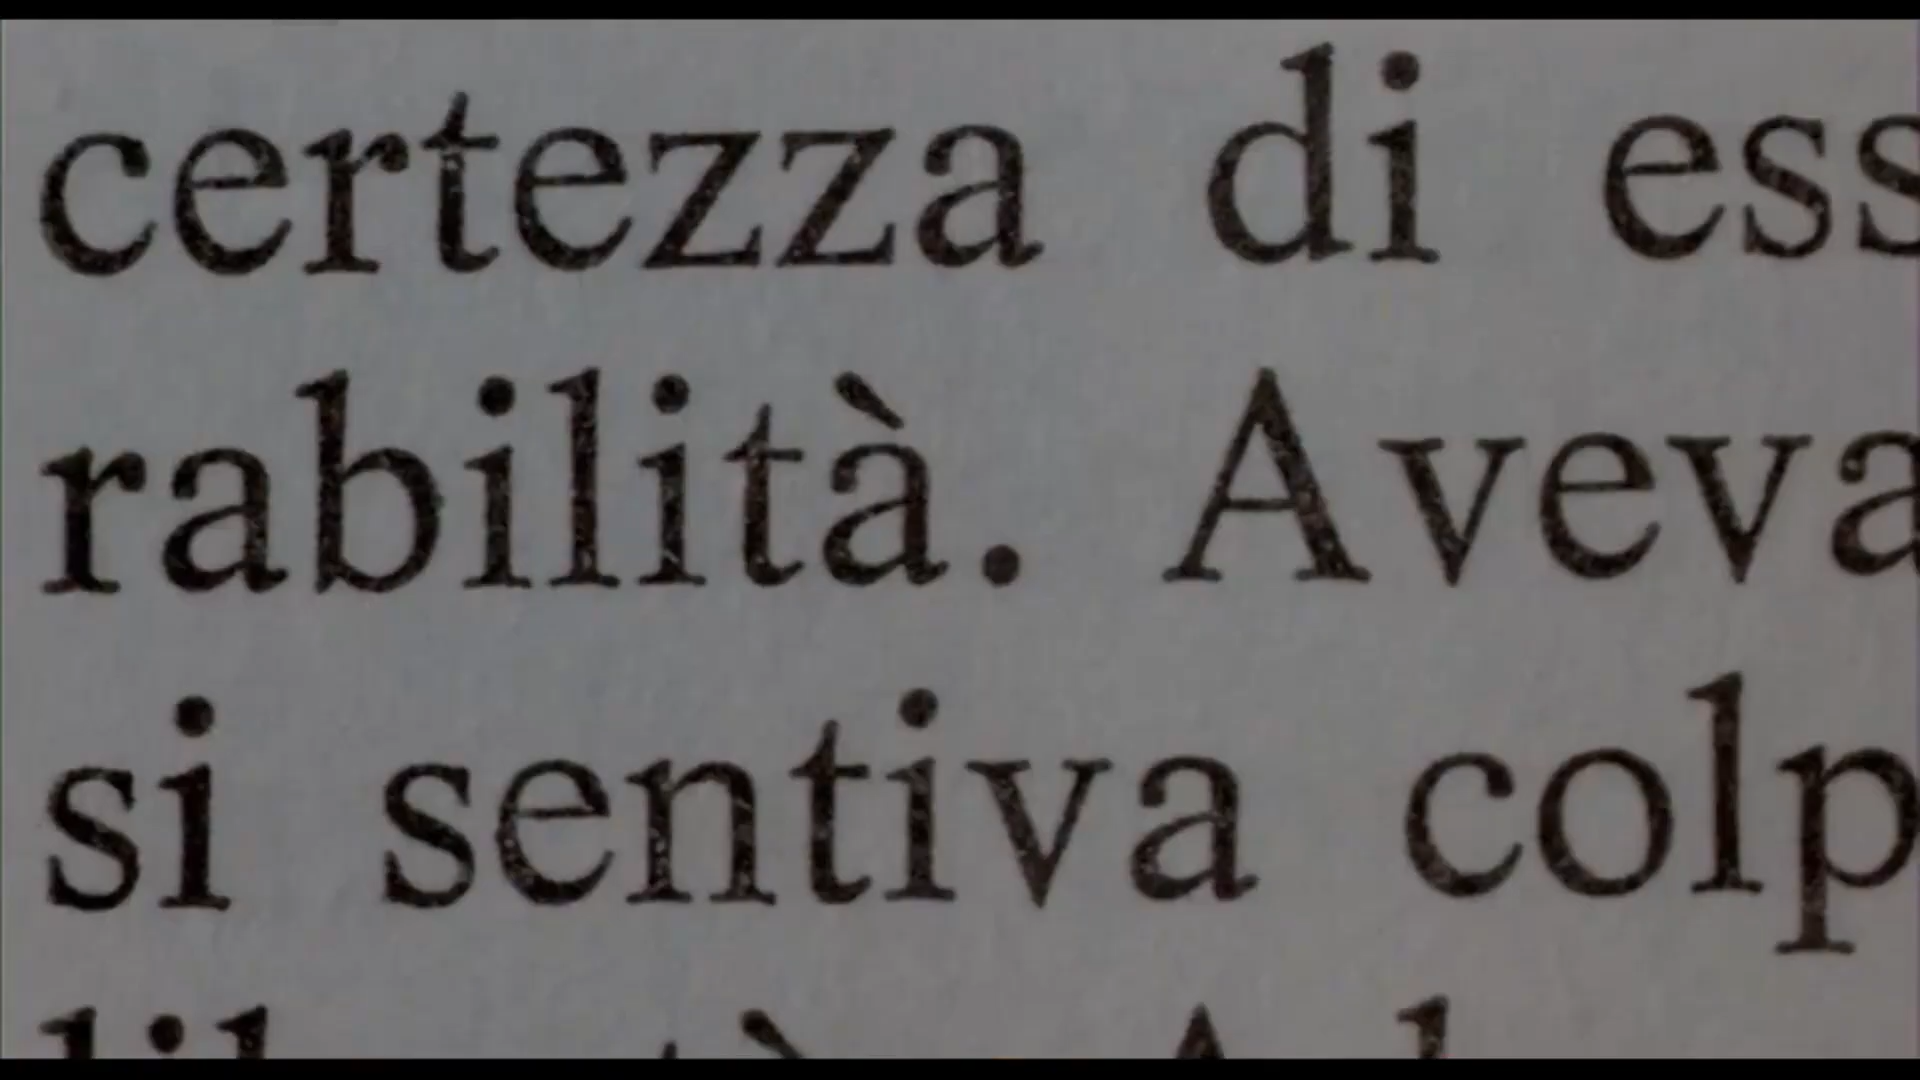 certezza di ess
rabilità. Aveva
si sentiva colp